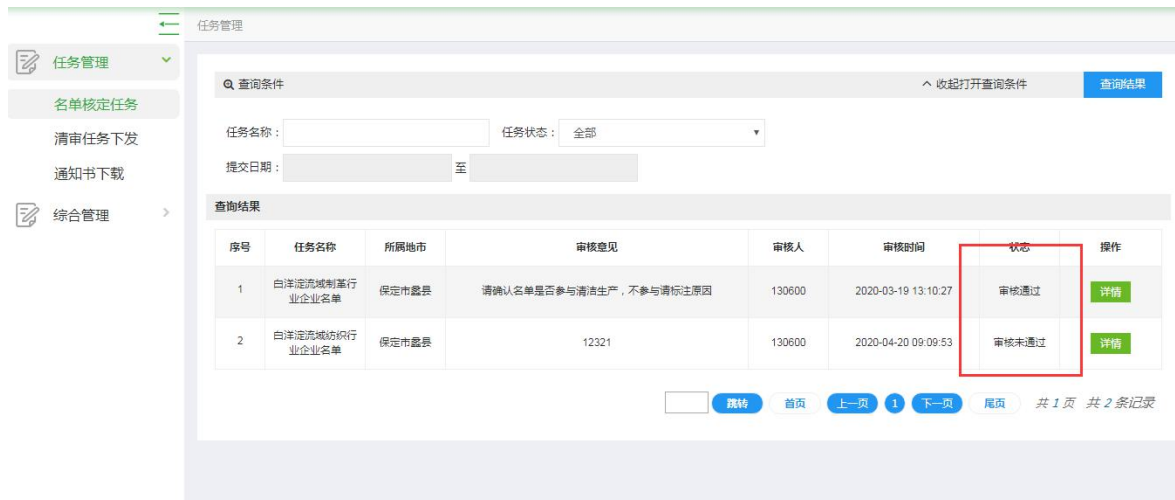 任务管理
任务管理
名单核定任务
清审任务下发
通知书下载
综合管理
查询条件
收起打开查询条件
查询结果
任务名称：
任务状态：
全部
提交日期：
至
查询结果
序号 任务名称 所属地市 审核意见 审核人 审核时间 状态 操作
1 白洋淀流域制革行业企业名单 保定市蠡县 请确认名单是否参与清洁生产，不参与请标注原因 130600 2020-03-19 13:10:27 审核通过 详情
2 白洋淀流域纺织行业企业名单 保定市蠡县 12321 130600 2020-04-20 09:09:53 审核未通过 详情
跳转 首页 上一页 1 下一页 尾页 共 1 页 共 2 条记录